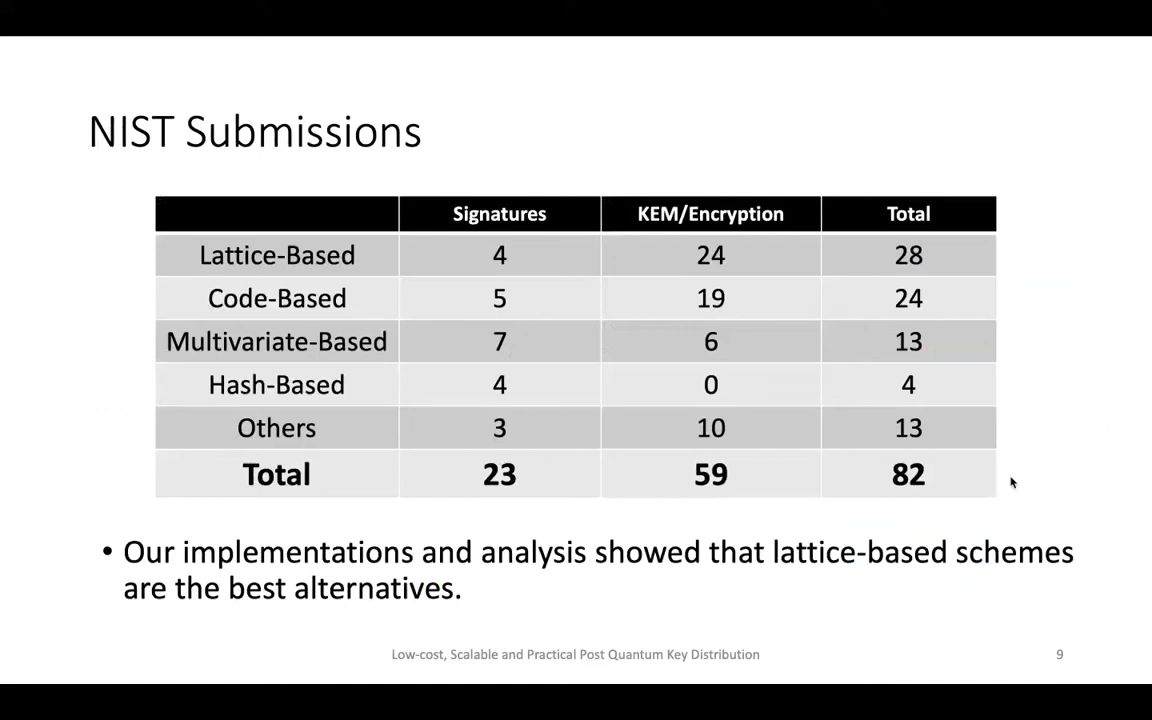 NIST Submissions
Signatures KEM/Encryption Total
Lattice-Based 4 24 28
Code-Based 5 19 24
Multivariate-Based 7 6 13
Hash-Based 4 0 4
Others 3 10 13
Total 23 59 82
• Our implementations and analysis showed that lattice-based schemes
are the best alternatives.
Low-cost, Scalable and Practical Post Quantum Key Distribution 9